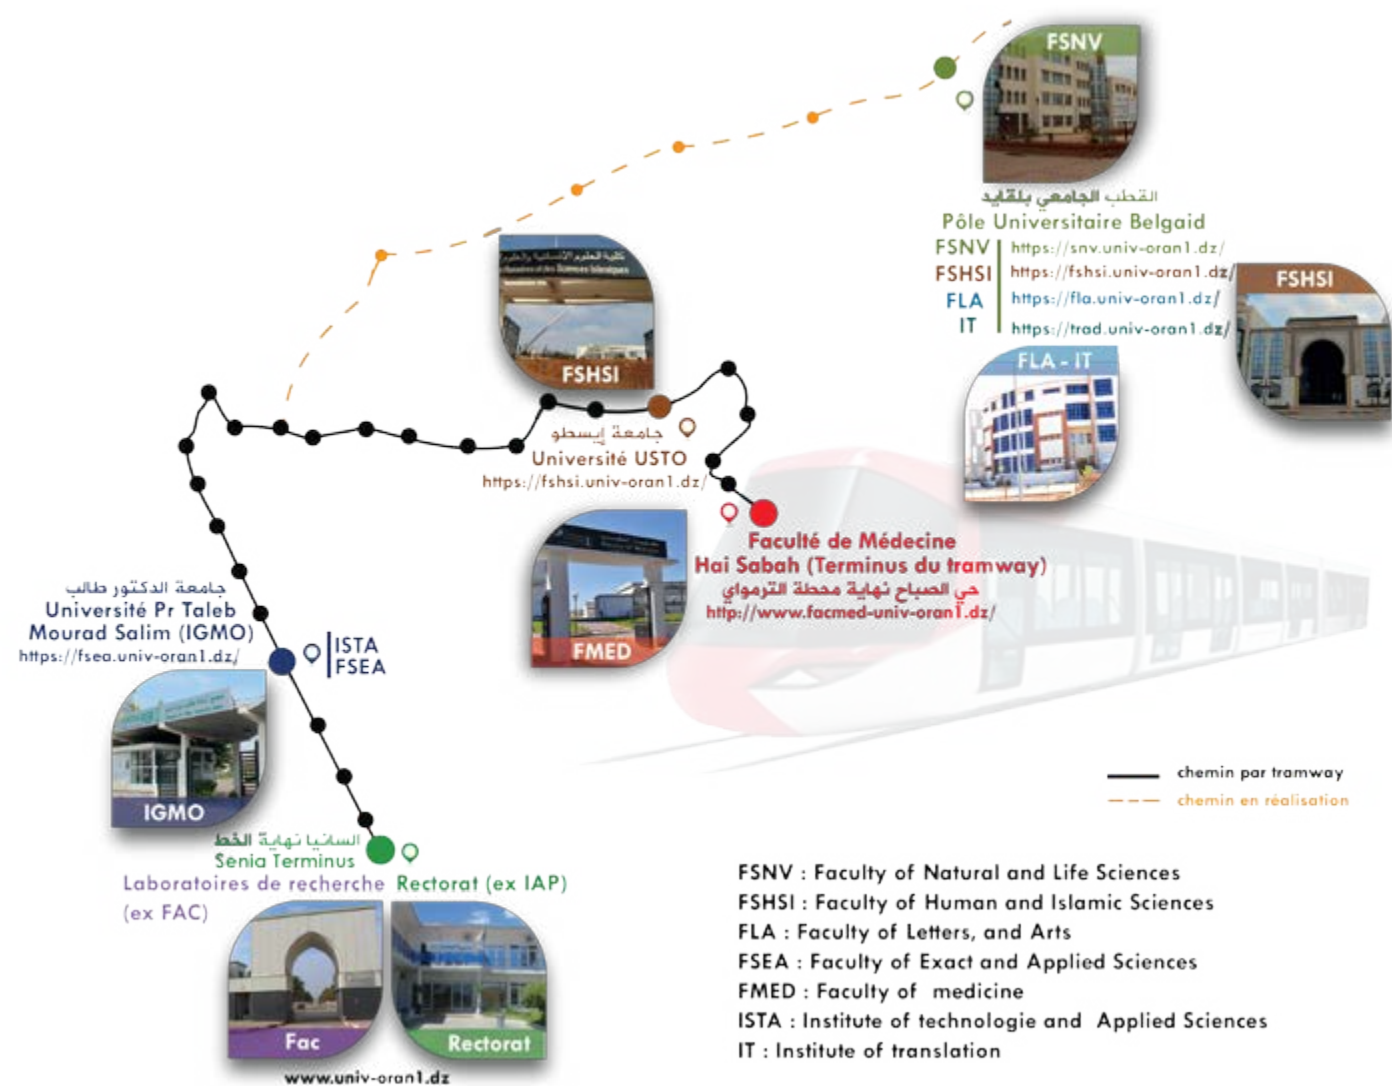 FSNV
القطب الجامعي بلقايد
Pôle Universitaire Belgaid
FSNV https://snv.univ-oran1.dz/
FSHSI https://fshsi.univ-oran1.dz/
FLA https://fla.univ-oran1.dz/
IT https://trad.univ-oran1.dz/
FSHSI
FLA - IT
كلية العلوم الانسانية والعلوم
FSHSI
جامعة إيسطو
Université USTO
https://fshsi.univ-oran1.dz/
Faculté de Médecine
Hai Sabah (Terminus du tramway)
حي الصباح نهاية محطة الترمواي
http://www.facmed-univ-oran1.dz/
FMED
جامعة الدكتور طالب
Université Pr Taleb
Mourad Salim (IGMO)
https://fsea.univ-oran1.dz/
ISTA
FSEA
IGMO
السانيا نهاية الخط
Senia Terminus
Laboratoires de recherche
(ex FAC)
Rectorat (ex IAP)
Fac
Rectorat
www.univ-oran1.dz
chemin par tramway
chemin en réalisation
FSNV : Faculty of Natural and Life Sciences
FSHSI : Faculty of Human and Islamic Sciences
FLA : Faculty of Letters, and Arts
FSEA : Faculty of Exact and Applied Sciences
FMED : Faculty of medicine
ISTA : Institute of technologie and Applied Sciences
IT : Institute of translation